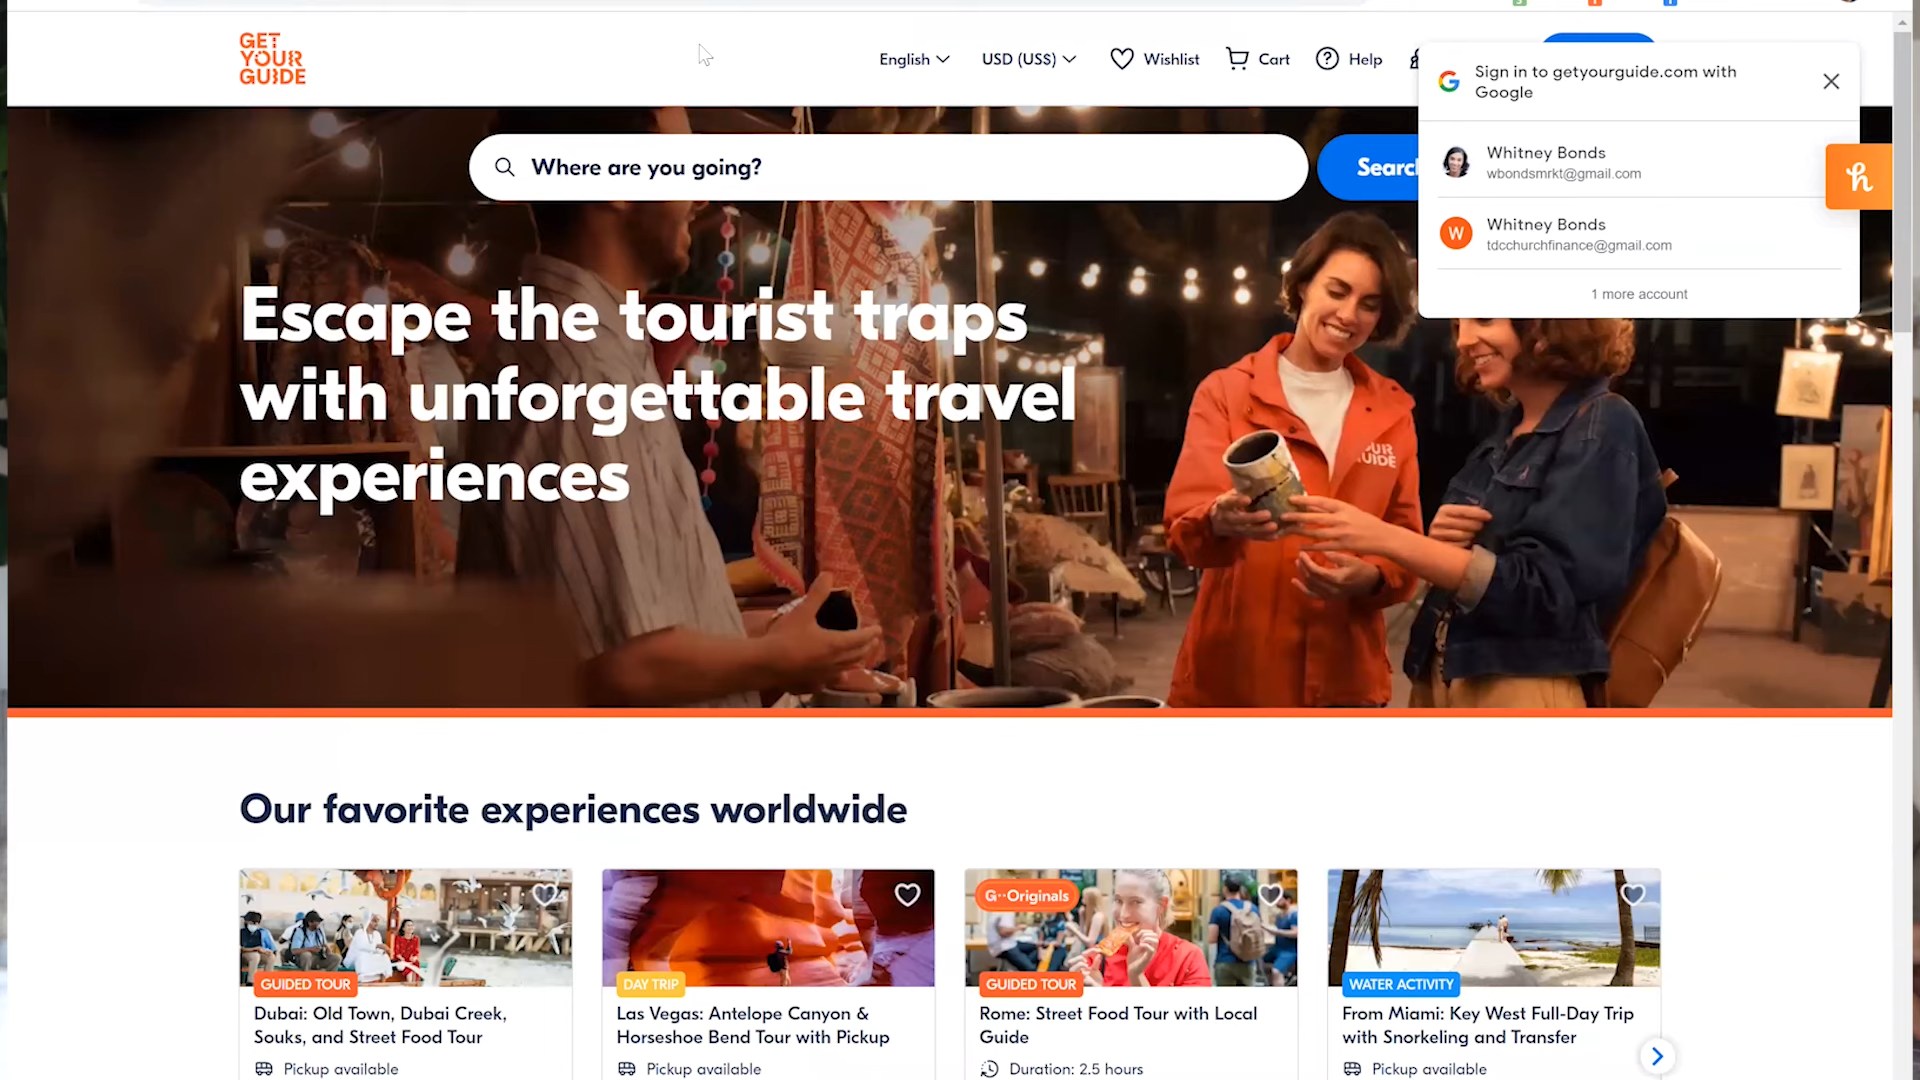 GET
YOUR
GUIDE
English
USD (US$)
Wishlist
Cart
Help
Sign in to getyourguide.com with
Google
Whitney Bonds
wbondsmrkt@gmail.com
W
Whitney Bonds
tdcchurchfinance@gmail.com
1 more account
Where are you going?
Search
h
Escape the tourist traps
with unforgettable travel
experiences
OUR
GUIDE
Our favorite experiences worldwide
GUIDED TOUR
Dubai: Old Town, Dubai Creek,
Souks, and Street Food Tour
Pickup available
DAY TRIP
Las Vegas: Antelope Canyon &
Horseshoe Bend Tour with Pickup
Pickup available
G··Originals
GUIDED TOUR
Rome: Street Food Tour with Local
Guide
Duration: 2.5 hours
WATER ACTIVITY
From Miami: Key West Full-Day Trip
with Snorkeling and Transfer
Pickup available